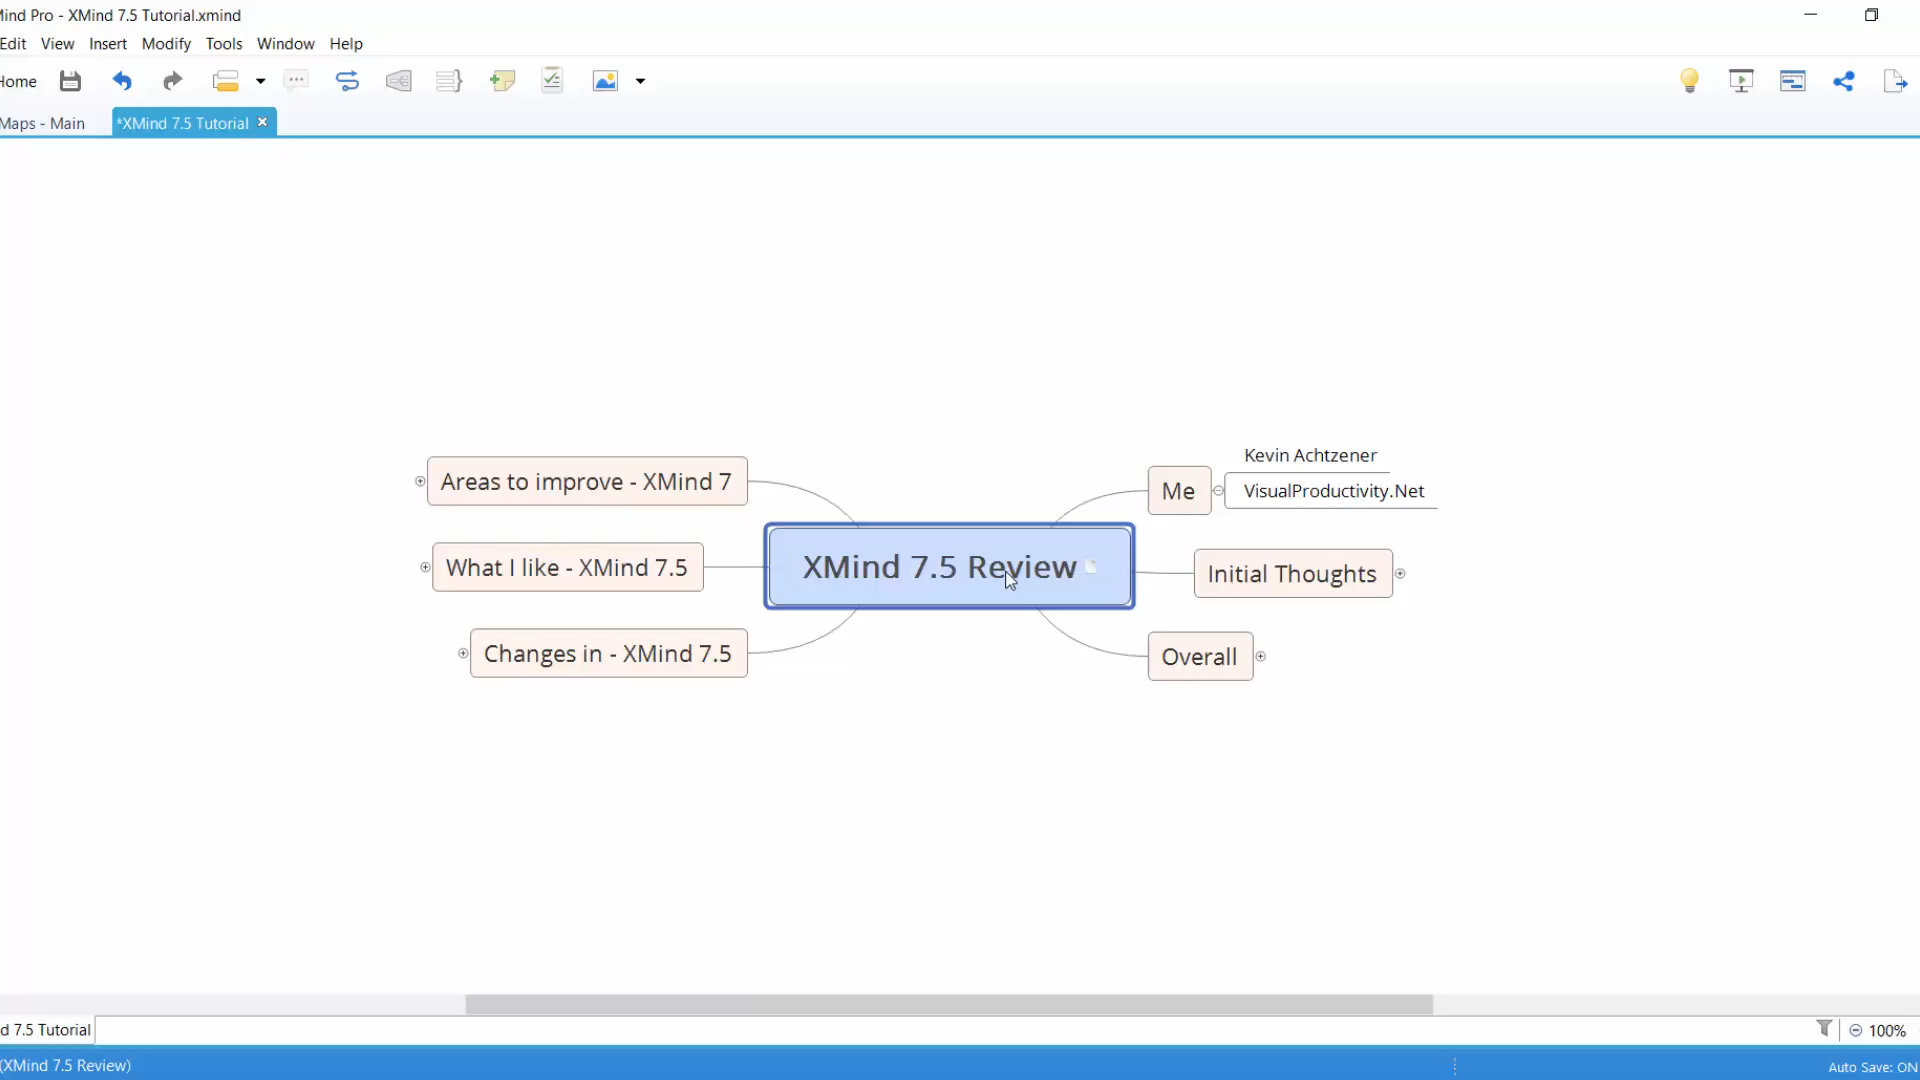 Mind Pro - XMind 7.5 Tutorial.xmind
Edit View Insert Modify Tools Window Help
Home
Maps - Main *XMind 7.5 Tutorial
Areas to improve - XMind 7
What I like - XMind 7.5
Changes in - XMind 7.5
XMind 7.5 Review
Me
Kevin Achtzener
VisualProductivity.Net
Initial Thoughts
Overall
d 7.5 Tutorial
100%
(XMind 7.5 Review)
Auto Save: ON